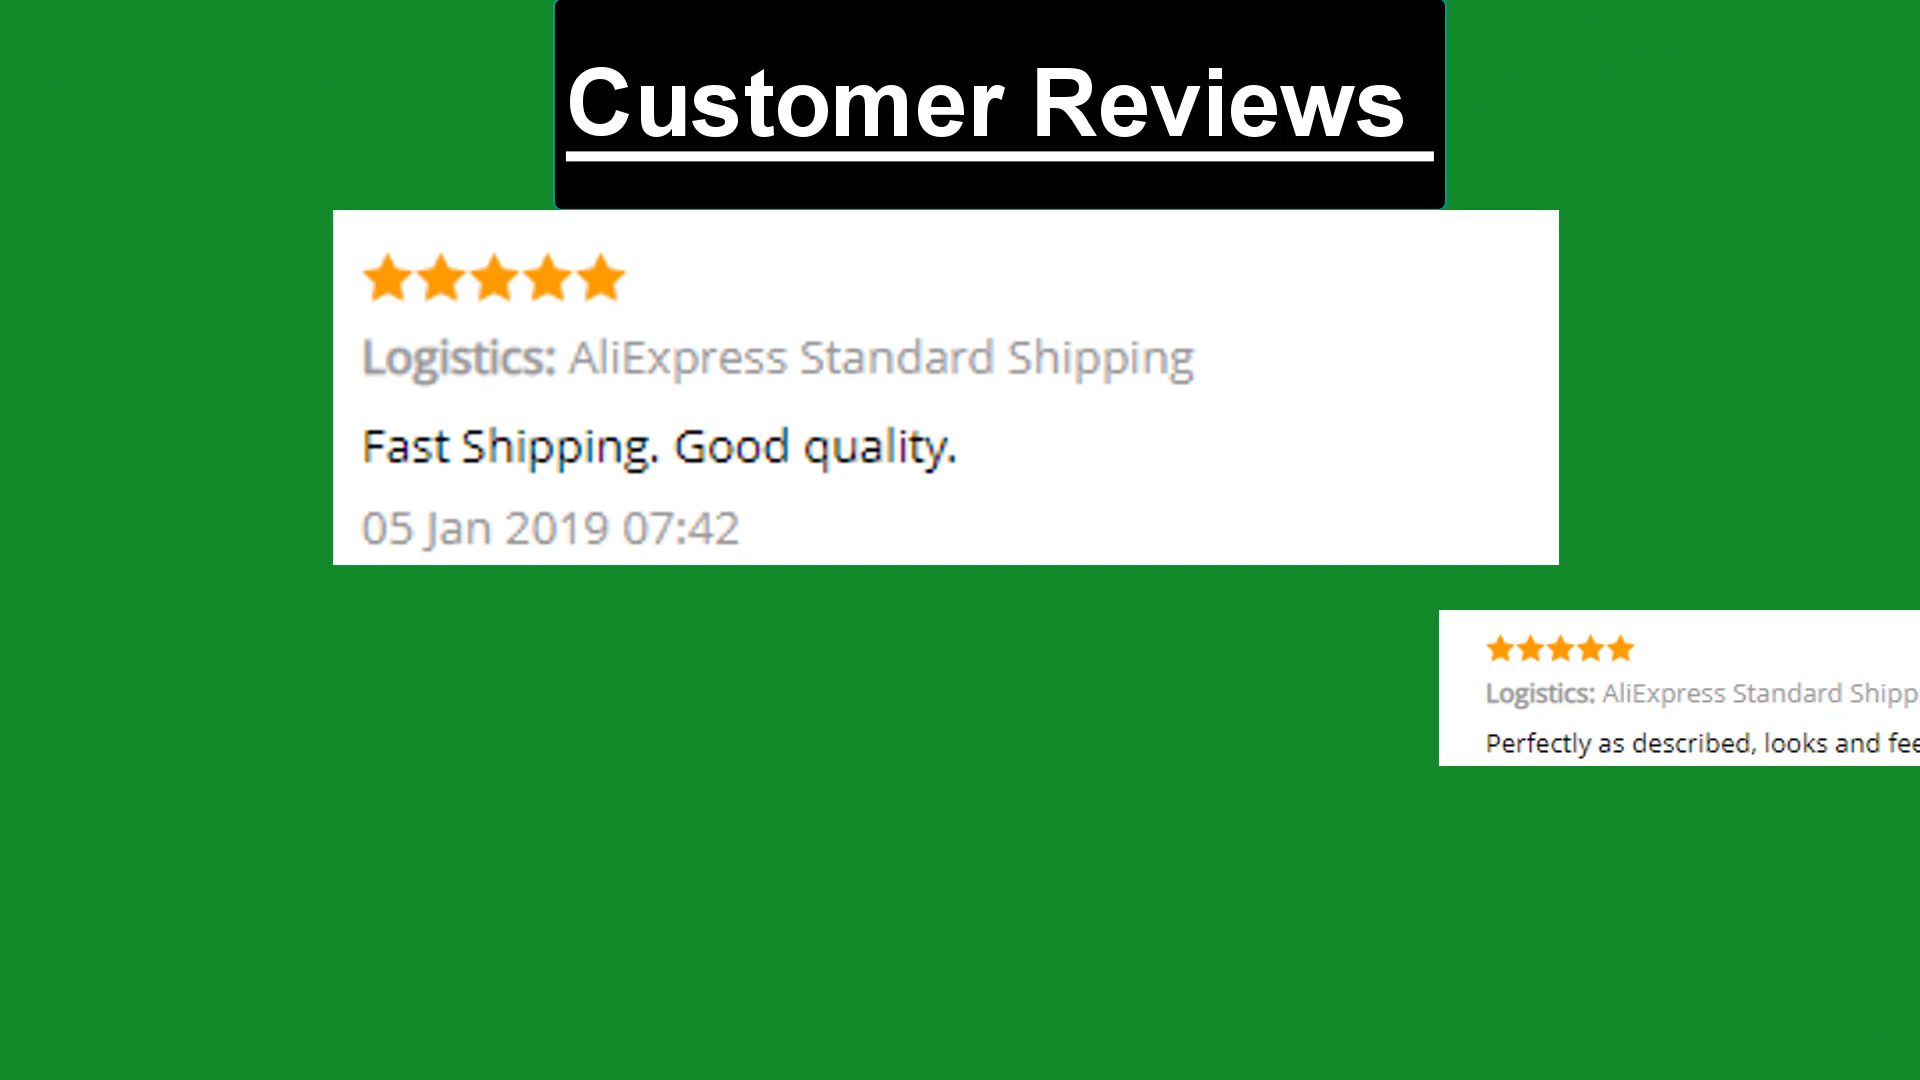 Customer Reviews
Logistics: AliExpress Standard Shipping
Fast Shipping. Good quality.
05 Jan 2019 07:42
Logistics: AliExpress Standard
Perfectly as described, looks and